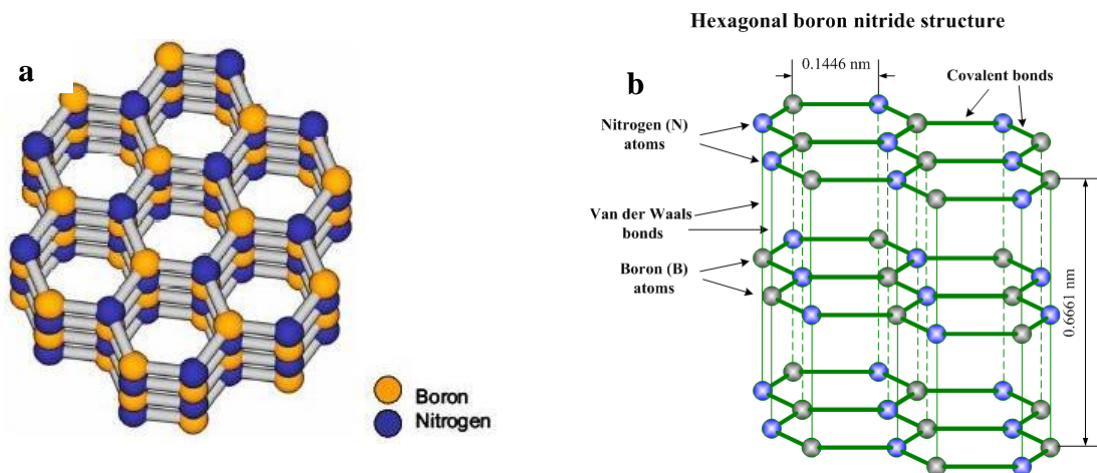 a
Boron
Nitrogen
Hexagonal boron nitride structure
b
0.1446 nm
Covalent bonds
Nitrogen (N)
atoms
Van der Waals
bonds
Boron (B)
atoms
0.6661 nm